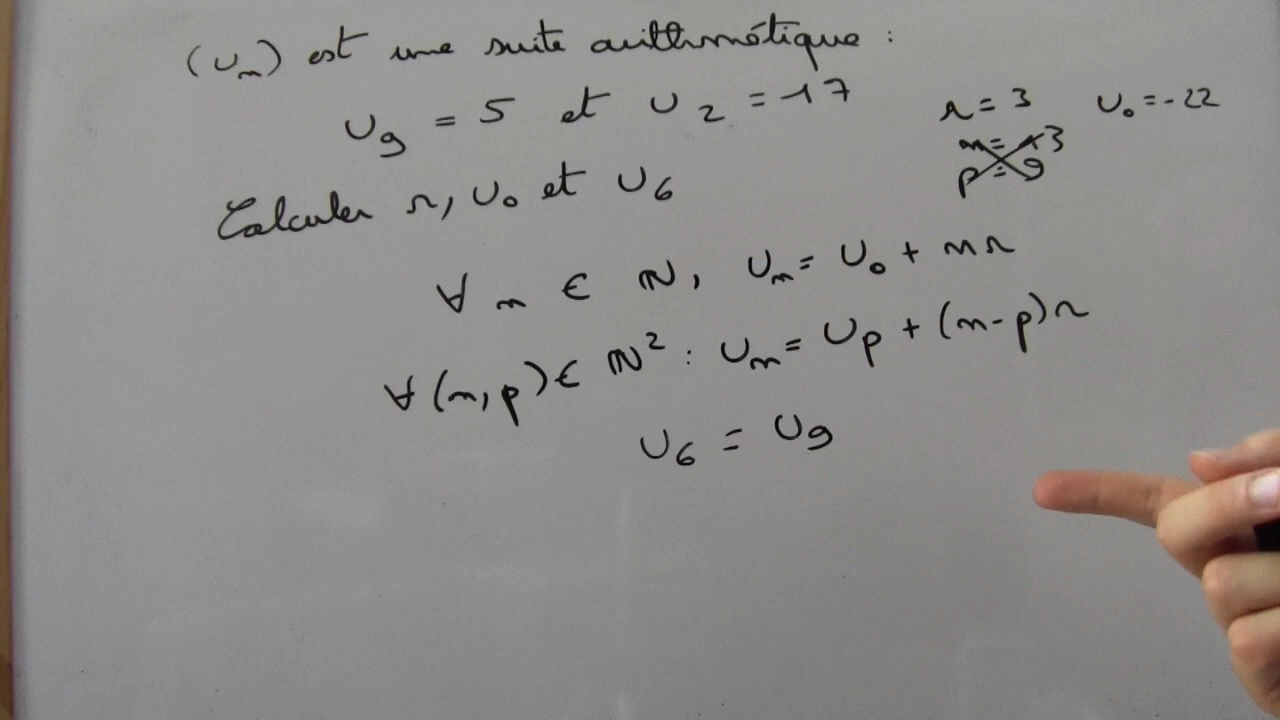 (Uₙ) est une suite arithmétique :
U₉ = 5 et U₂ = 17
r = 3 U₀ = -22
n = 13
p = 9
Calculer r, U₀ et U₆
∀ n ∈ ℕ, Uₙ = U₀ + nr
∀ (n, p) ∈ ℕ² : Uₙ = Uₚ + (n-p)r
U₆ = U₉